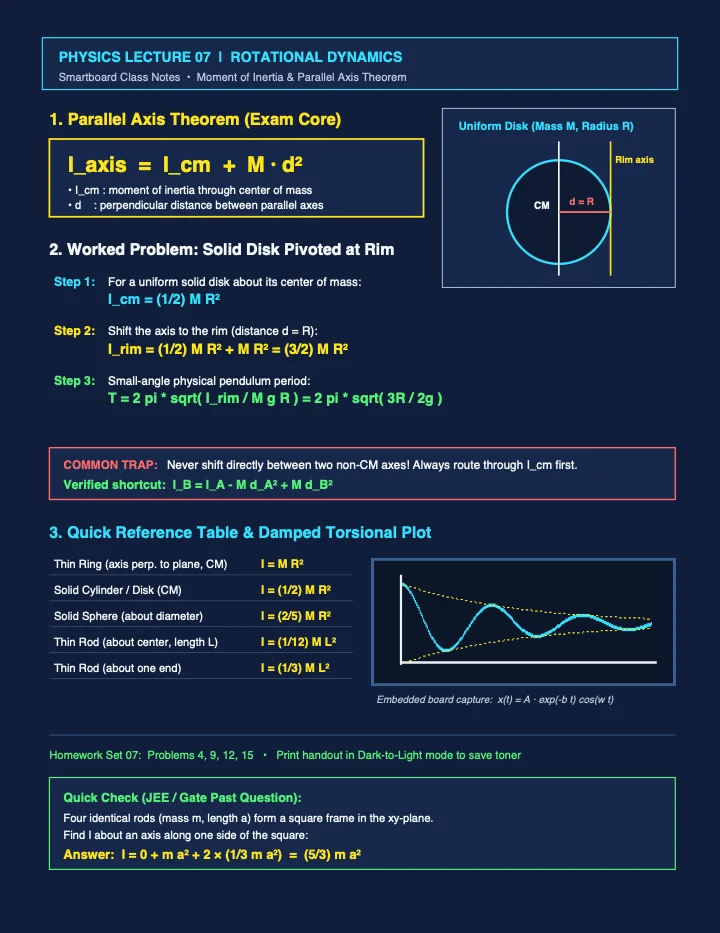 PHYSICS LECTURE 07 | ROTATIONAL DYNAMICS
Smartboard Class Notes • Moment of Inertia & Parallel Axis Theorem
1. Parallel Axis Theorem (Exam Core)
I_axis = I_cm + M · d²
• I_cm : moment of inertia through center of mass
• d : perpendicular distance between parallel axes
Uniform Disk (Mass M, Radius R)
Rim axis
CM
d = R
2. Worked Problem: Solid Disk Pivoted at Rim
Step 1: For a uniform solid disk about its center of mass:
I_cm = (1/2) M R²
Step 2: Shift the axis to the rim (distance d = R):
I_rim = (1/2) M R² + M R² = (3/2) M R²
Step 3: Small-angle physical pendulum period:
T = 2 pi * sqrt( I_rim / M g R ) = 2 pi * sqrt( 3R / 2g )
COMMON TRAP: Never shift directly between two non-CM axes! Always route through I_cm first.
Verified shortcut: I_B = I_A - M d_A² + M d_B²
3. Quick Reference Table & Damped Torsional Plot
Thin Ring (axis perp. to plane, CM) I = M R²
Solid Cylinder / Disk (CM) I = (1/2) M R²
Solid Sphere (about diameter) I = (2/5) M R²
Thin Rod (about center, length L) I = (1/12) M L²
Thin Rod (about one end) I = (1/3) M L²
Embedded board capture: x(t) = A · exp(-b t) cos(w t)
Homework Set 07: Problems 4, 9, 12, 15 • Print handout in Dark-to-Light mode to save toner
Quick Check (JEE / Gate Past Question):
Four identical rods (mass m, length a) form a square frame in the xy-plane.
Find I about an axis along one side of the square:
Answer: I = 0 + m a² + 2 × (1/3 m a²) = (5/3) m a²